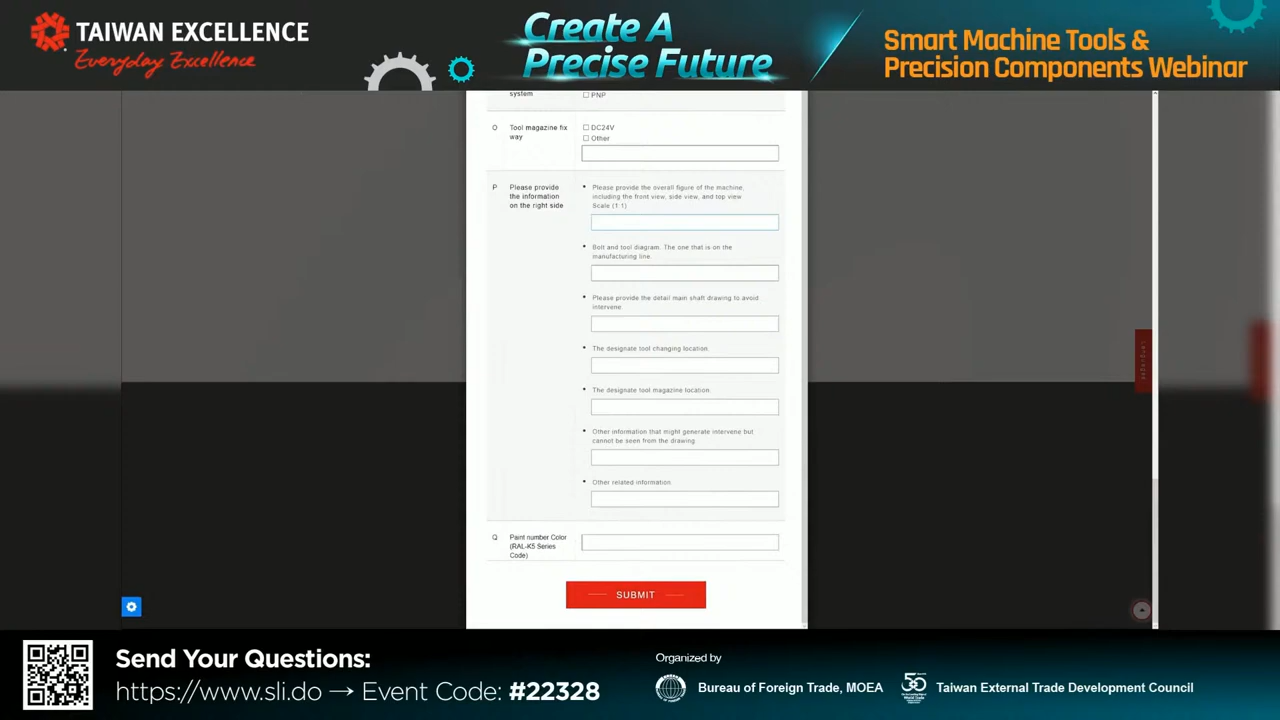 TAIWAN EXCELLENCE
Everyday Excellence
Create A
Precise Future
Smart Machine Tools &
Precision Components Webinar
system
PNP
O
Tool magazine fix
way
DC24V
Other
P
Please provide
the information
on the right side
Please provide the overall figure of the machine,
including the front view, side view, and top view
Scale (1:1)
Bolt and tool diagram. The one that is on the
manufacturing line.
Please provide the detail main shaft drawing to avoid
intervene.
The designate tool changing location.
The designate tool magazine location.
Other information that might generate intervene but
cannot be seen from the drawing.
Other related information.
Q
Paint number Color
(RAL-K5 Series
Code)
SUBMIT
Languages
Send Your Questions:
https://www.sli.do → Event Code: #22328
Organized by
Bureau of Foreign Trade, MOEA
50
Taiwan External Trade Development Council